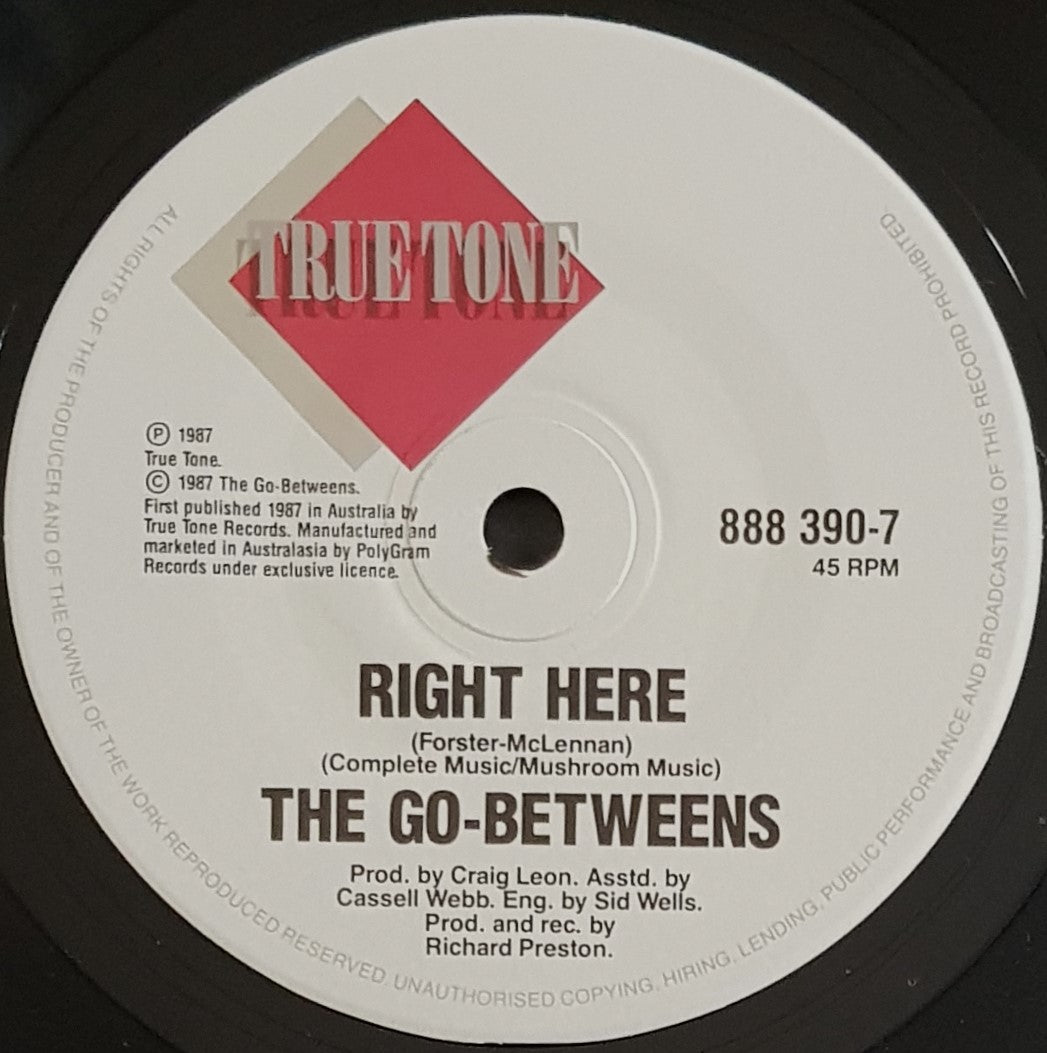 TRUE TONE
Ⓟ 1987
True Tone.
© 1987 The Go-Betweens.
First published 1987 in Australia by
True Tone Records. Manufactured and
marketed in Australasia by PolyGram
Records under exclusive licence.
888 390-7
45 RPM
RIGHT HERE
(Forster-McLennan)
(Complete Music/Mushroom Music)
THE GO-BETWEENS
Prod. by Craig Leon. Asstd. by
Cassell Webb. Eng. by Sid Wells.
Prod. and rec. by
Richard Preston.
ALL RIGHTS OF THE PRODUCER AND OF THE OWNER OF THE WORK REPRODUCED RESERVED. UNAUTHORISED COPYING, HIRING, LENDING, PUBLIC PERFORMANCE AND BROADCASTING OF THIS RECORD PROHIBITED.